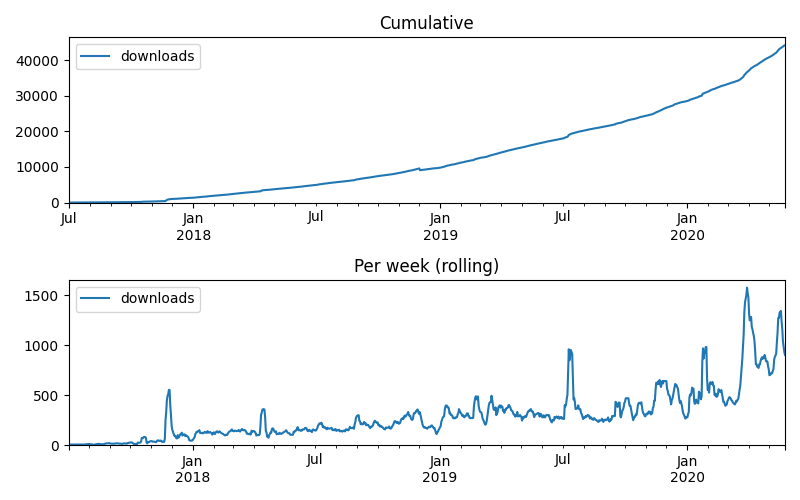 Cumulative
downloads
40000
30000
20000
10000
0
Jul Jan Jul Jan Jul Jan
2018 2019 2020
Per week (rolling)
downloads
1500
1000
500
0
Jan Jul Jan Jul Jan
2018 2019 2020